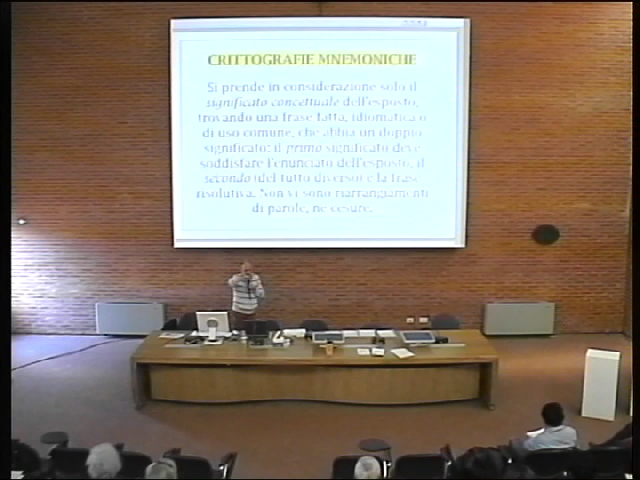 CRITTOGRAFIE MNEMONICHE
Si prende in considerazione solo il
significato concettuale dell'esposto,
trovando una frase fatta, idiomatica o
di uso comune, che abbia un doppio
significato: il primo significato deve
soddisfare l'enunciato dell'esposto, il
secondo (del tutto diverso) è la frase
risolutiva. Non vi sono riarrangiamenti
di parole, né cesure.